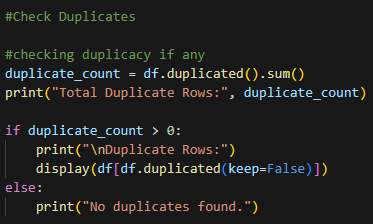 #Check Duplicates
#checking duplicacy if any
duplicate_count = df.duplicated().sum()
print("Total Duplicate Rows:", duplicate_count)
if duplicate_count > 0:
    print("\nDuplicate Rows:")
    display(df[df.duplicated(keep=False)])
else:
    print("No duplicates found.")